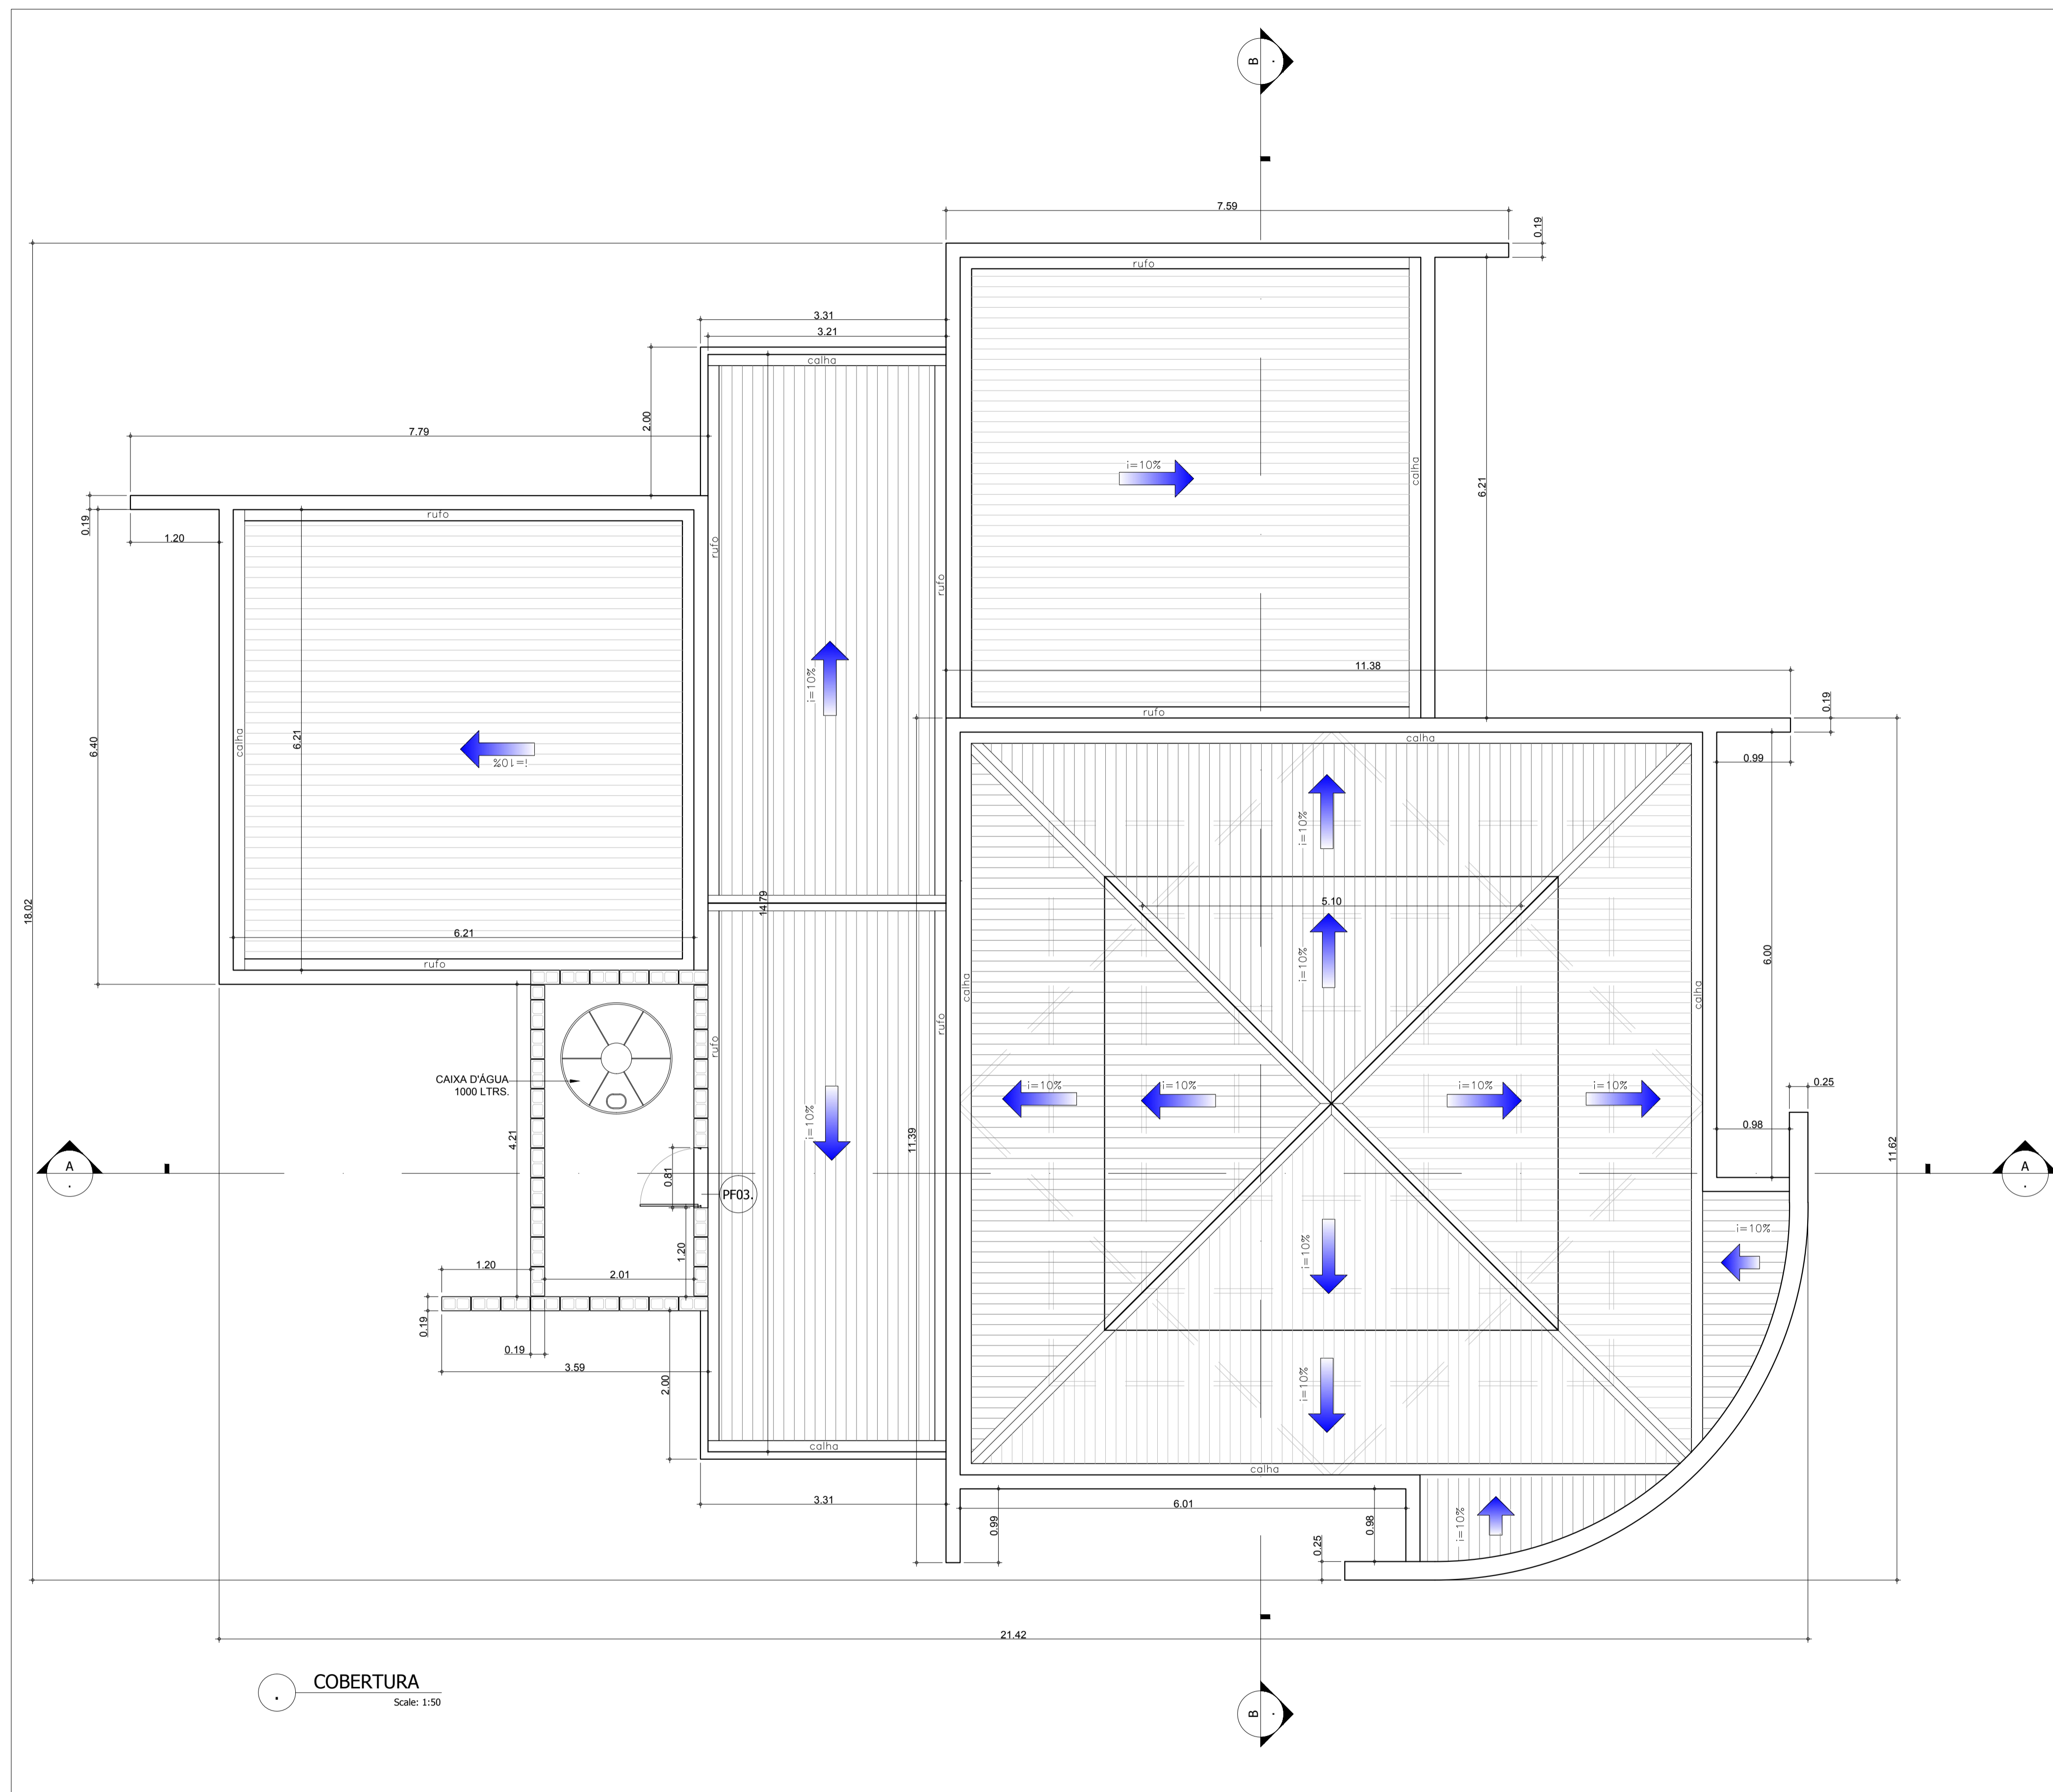 B
.
7.59
0.19
rufo
3.31
3.21
calha
2.00
7.79
i=10%
calha
6.21
0.19
1.20
rufo
rufo
rufo
11.38
i=10%
0.19
rufo
calha
6.21
i=10%
6.40
calha
0.99
i=10%
18.02
14.79
5.10
6.21
rufo
6.00
i=10%
calha
calha
rufo
rufo
CAIXA D'ÁGUA
1000 LTRS.
i=10%
i=10%
i=10%
i=10%
0.25
i=10%
4.21
11.39
0.98
11.62
A
.
0.81
PF03.
A
.
i=10%
1.20
1.20
2.01
i=10%
0.19
0.19
3.59
2.00
i=10%
calha
calha
3.31
6.01
0.99
0.98
i=10%
0.25
21.42
.
COBERTURA
Scale: 1:50
B
.